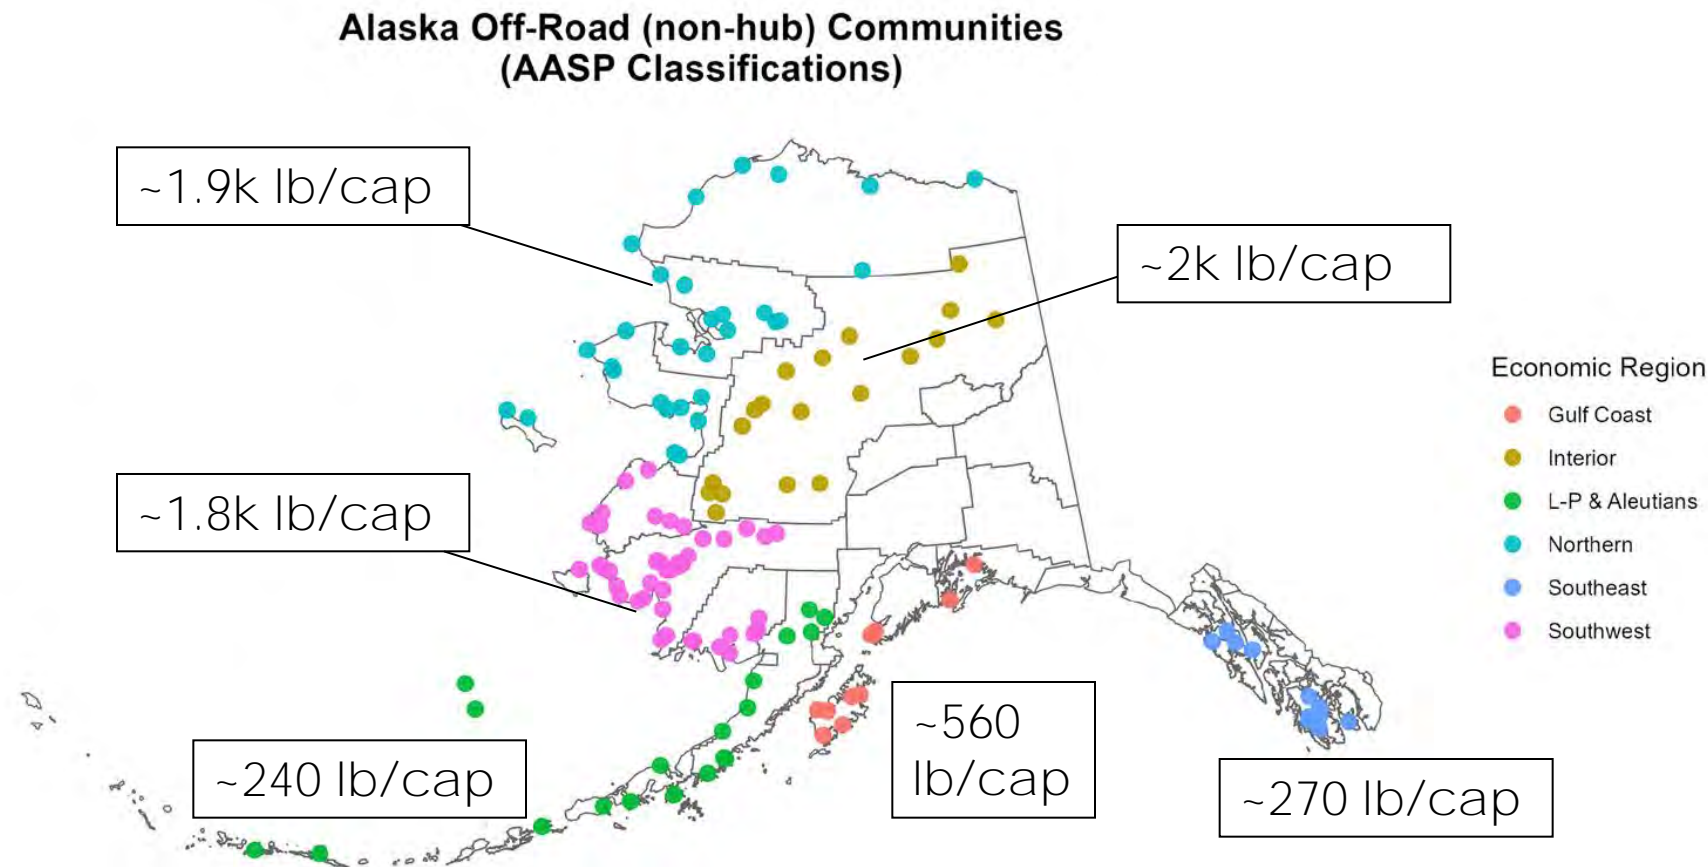 Alaska Off-Road (non-hub) Communities
(AASP Classifications)
~1.9k lb/cap
~2k lb/cap
~1.8k lb/cap
~240 lb/cap
~560
lb/cap
~270 lb/cap
Economic Region
Gulf Coast
Interior
L-P & Aleutians
Northern
Southeast
Southwest